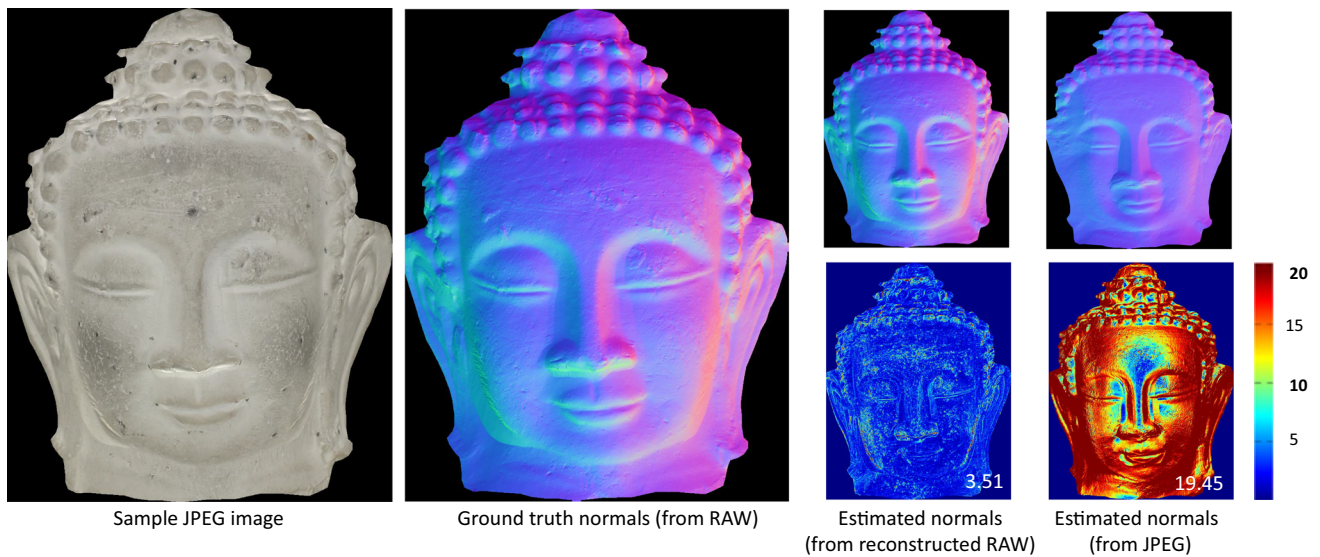 20
15
10
5
3.51
19.45
Sample JPEG image
Ground truth normals (from RAW)
Estimated normals
(from reconstructed RAW)
Estimated normals
(from JPEG)